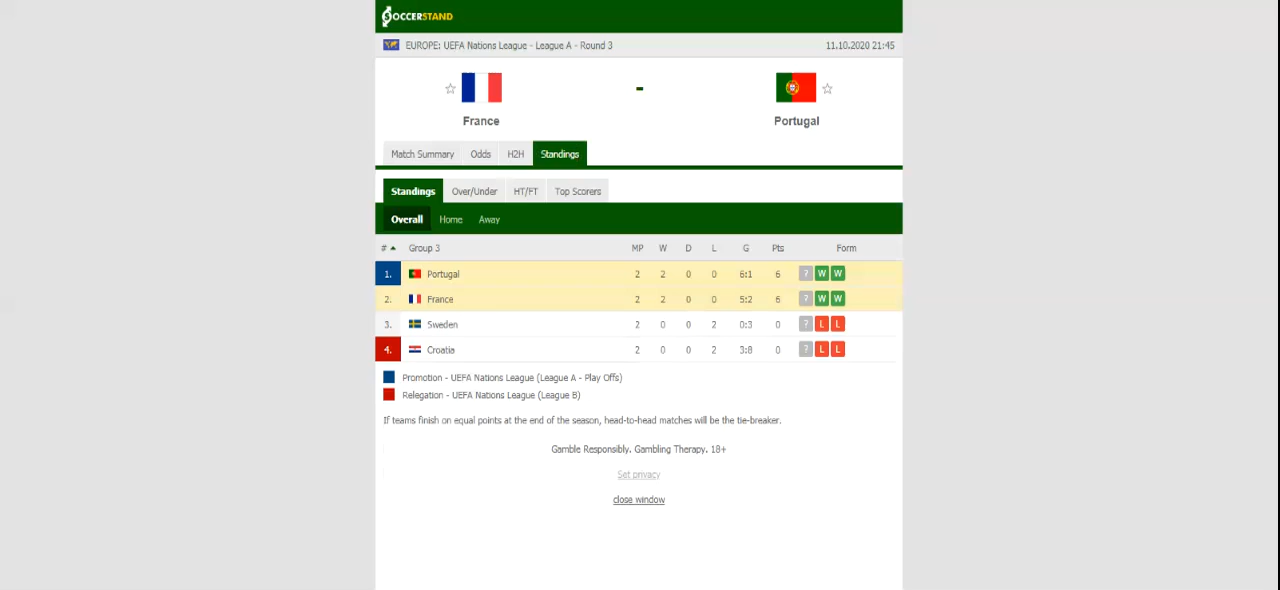 SOCCERSTAND
EUROPE: UEFA Nations League - League A - Round 3 11.10.2020 21:45
-
France Portugal
Match Summary Odds H2H Standings
Standings Over/Under HT/FT Top Scorers
Overall Home Away
# Group 3 MP W D L G Pts Form
1. Portugal 2 2 0 0 6:1 6 ? W W
2. France 2 2 0 0 5:2 6 ? W W
3. Sweden 2 0 0 2 0:3 0 ? L L
4. Croatia 2 0 0 2 3:8 0 ? L L
Promotion - UEFA Nations League (League A - Play Offs)
Relegation - UEFA Nations League (League B)
If teams finish on equal points at the end of the season, head-to-head matches will be the tie-breaker.
Gamble Responsibly. Gambling Therapy. 18+
Set privacy
close window